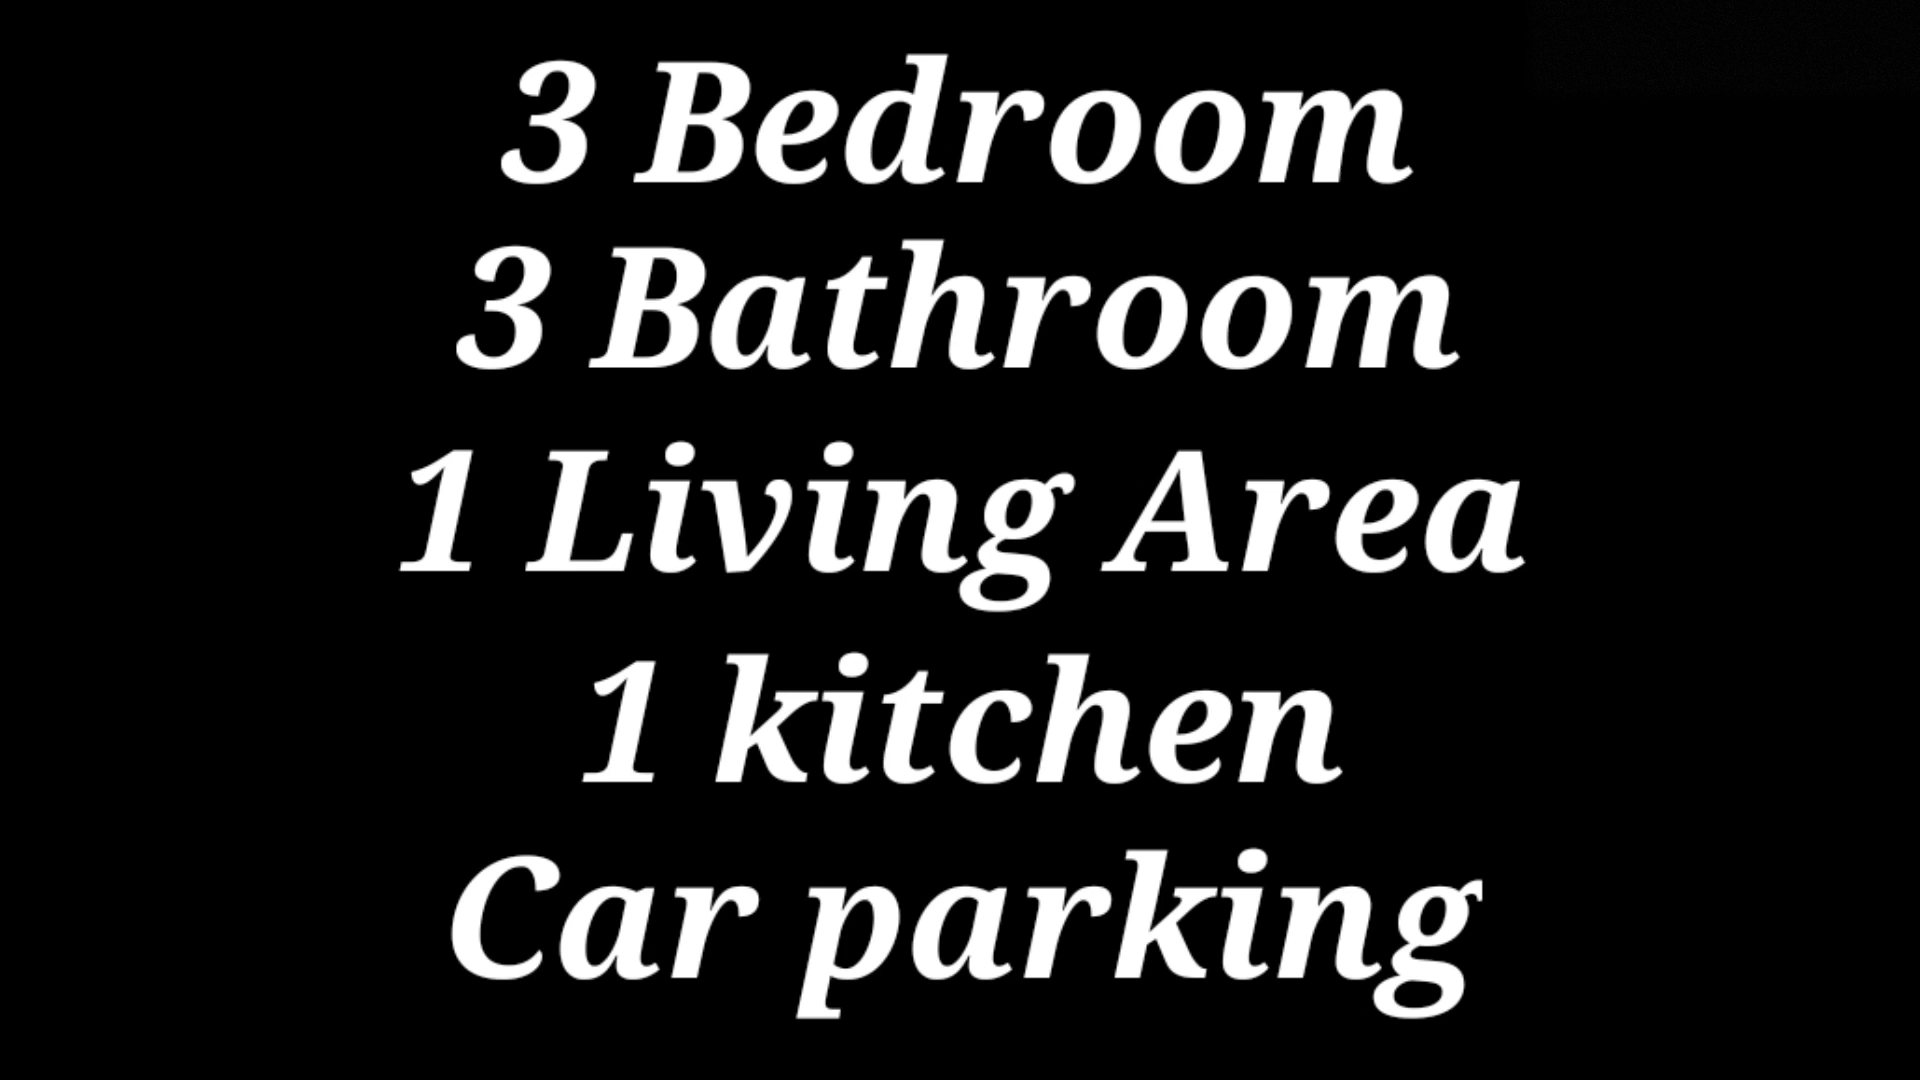 3 Bedroom
3 Bathroom
1 Living Area
1 kitchen
Car parking